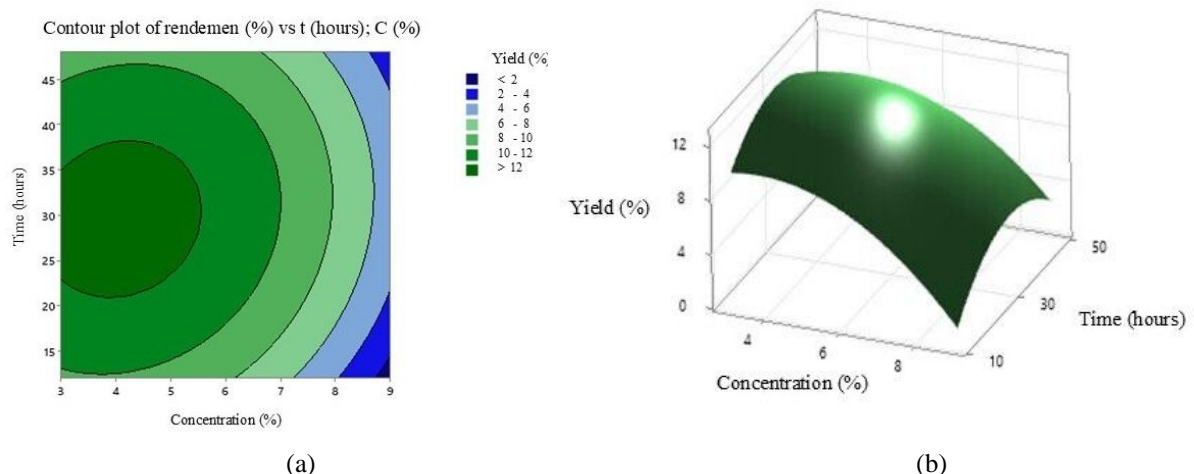 Contour plot of rendemen (%) vs t (hours); C (%)
Yield (%
< 2
2 - 4
4 - 6
6 - 8
8 - 10
10 - 12
> 12
Time (hours)
45
40
35
30
25
20
15
3 4 5 6 7 8 9
Concentration (%)
(a)
Yield (%)
12
8
4
0
4 6 8
Concentration (%)
10 30 50
Time (hours)
(b)